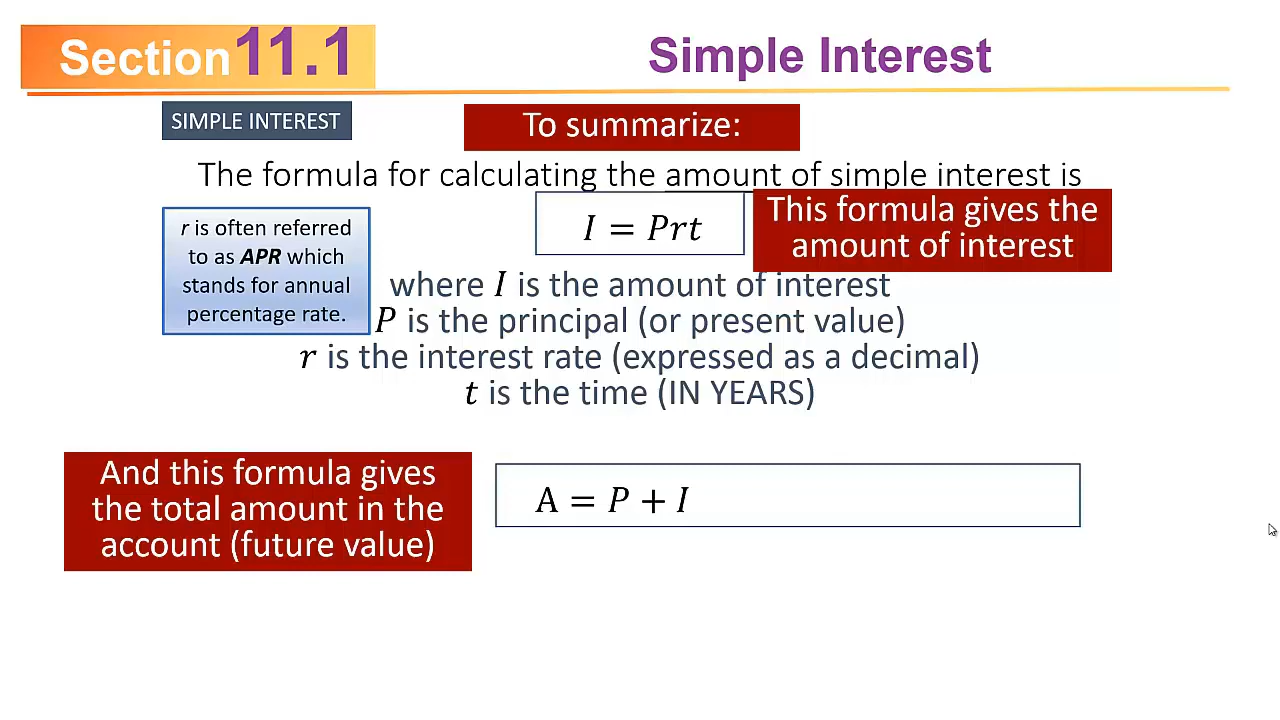 Section 11.1
Simple Interest
SIMPLE INTEREST
To summarize:
The formula for calculating the amount of simple interest is
I = Prt
This formula gives the
amount of interest
r is often referred
to as APR which
stands for annual
percentage rate.
where I is the amount of interest
P is the principal (or present value)
r is the interest rate (expressed as a decimal)
t is the time (IN YEARS)
And this formula gives
the total amount in the
account (future value)
A = P + I